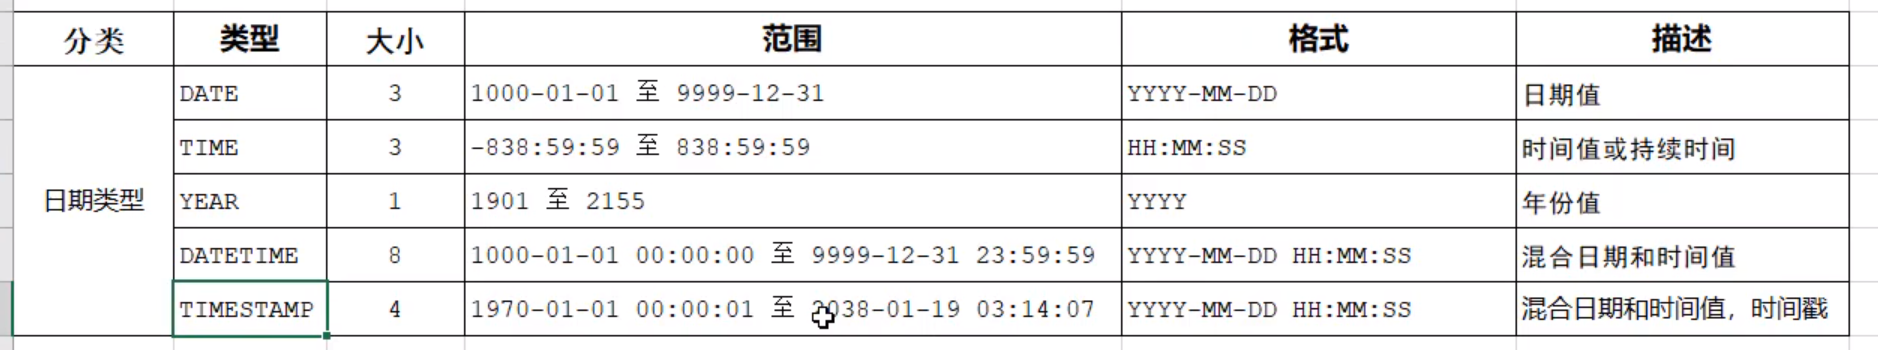 分类 类型 大小 范围 格式 描述
DATE 3 1000-01-01 至 9999-12-31 YYYY-MM-DD 日期值
TIME 3 -838:59:59 至 838:59:59 HH:MM:SS 时间值或持续时间
日期类型 YEAR 1 1901 至 2155 YYYY 年份值
DATETIME 8 1000-01-01 00:00:00 至 9999-12-31 23:59:59 YYYY-MM-DD HH:MM:SS 混合日期和时间值
TIMESTAMP 4 1970-01-01 00:00:01 至 2038-01-19 03:14:07 YYYY-MM-DD HH:MM:SS 混合日期和时间值，时间戳